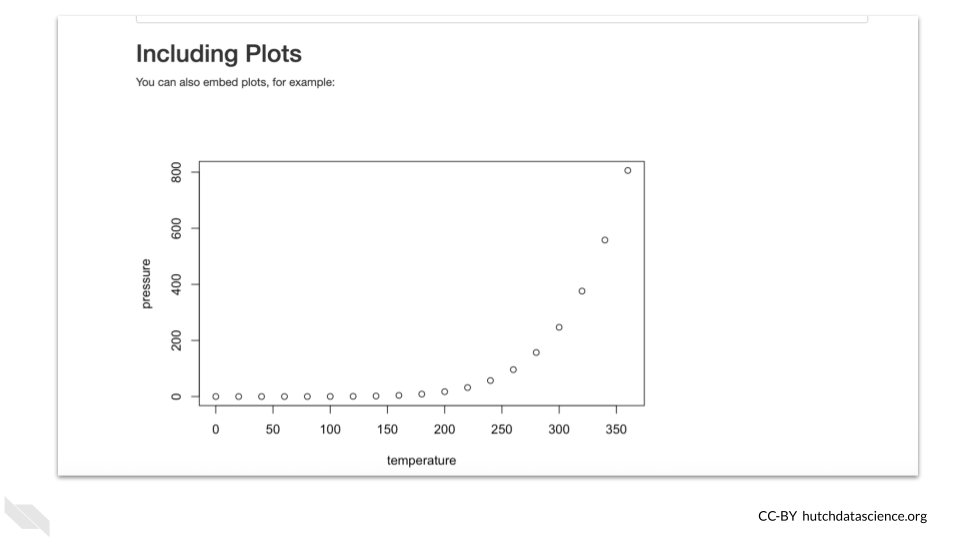 Including Plots
You can also embed plots, for example:
800
600
400
200
0
pressure
0 50 100 150 200 250 300 350
temperature
CC-BY hutchdatascience.org